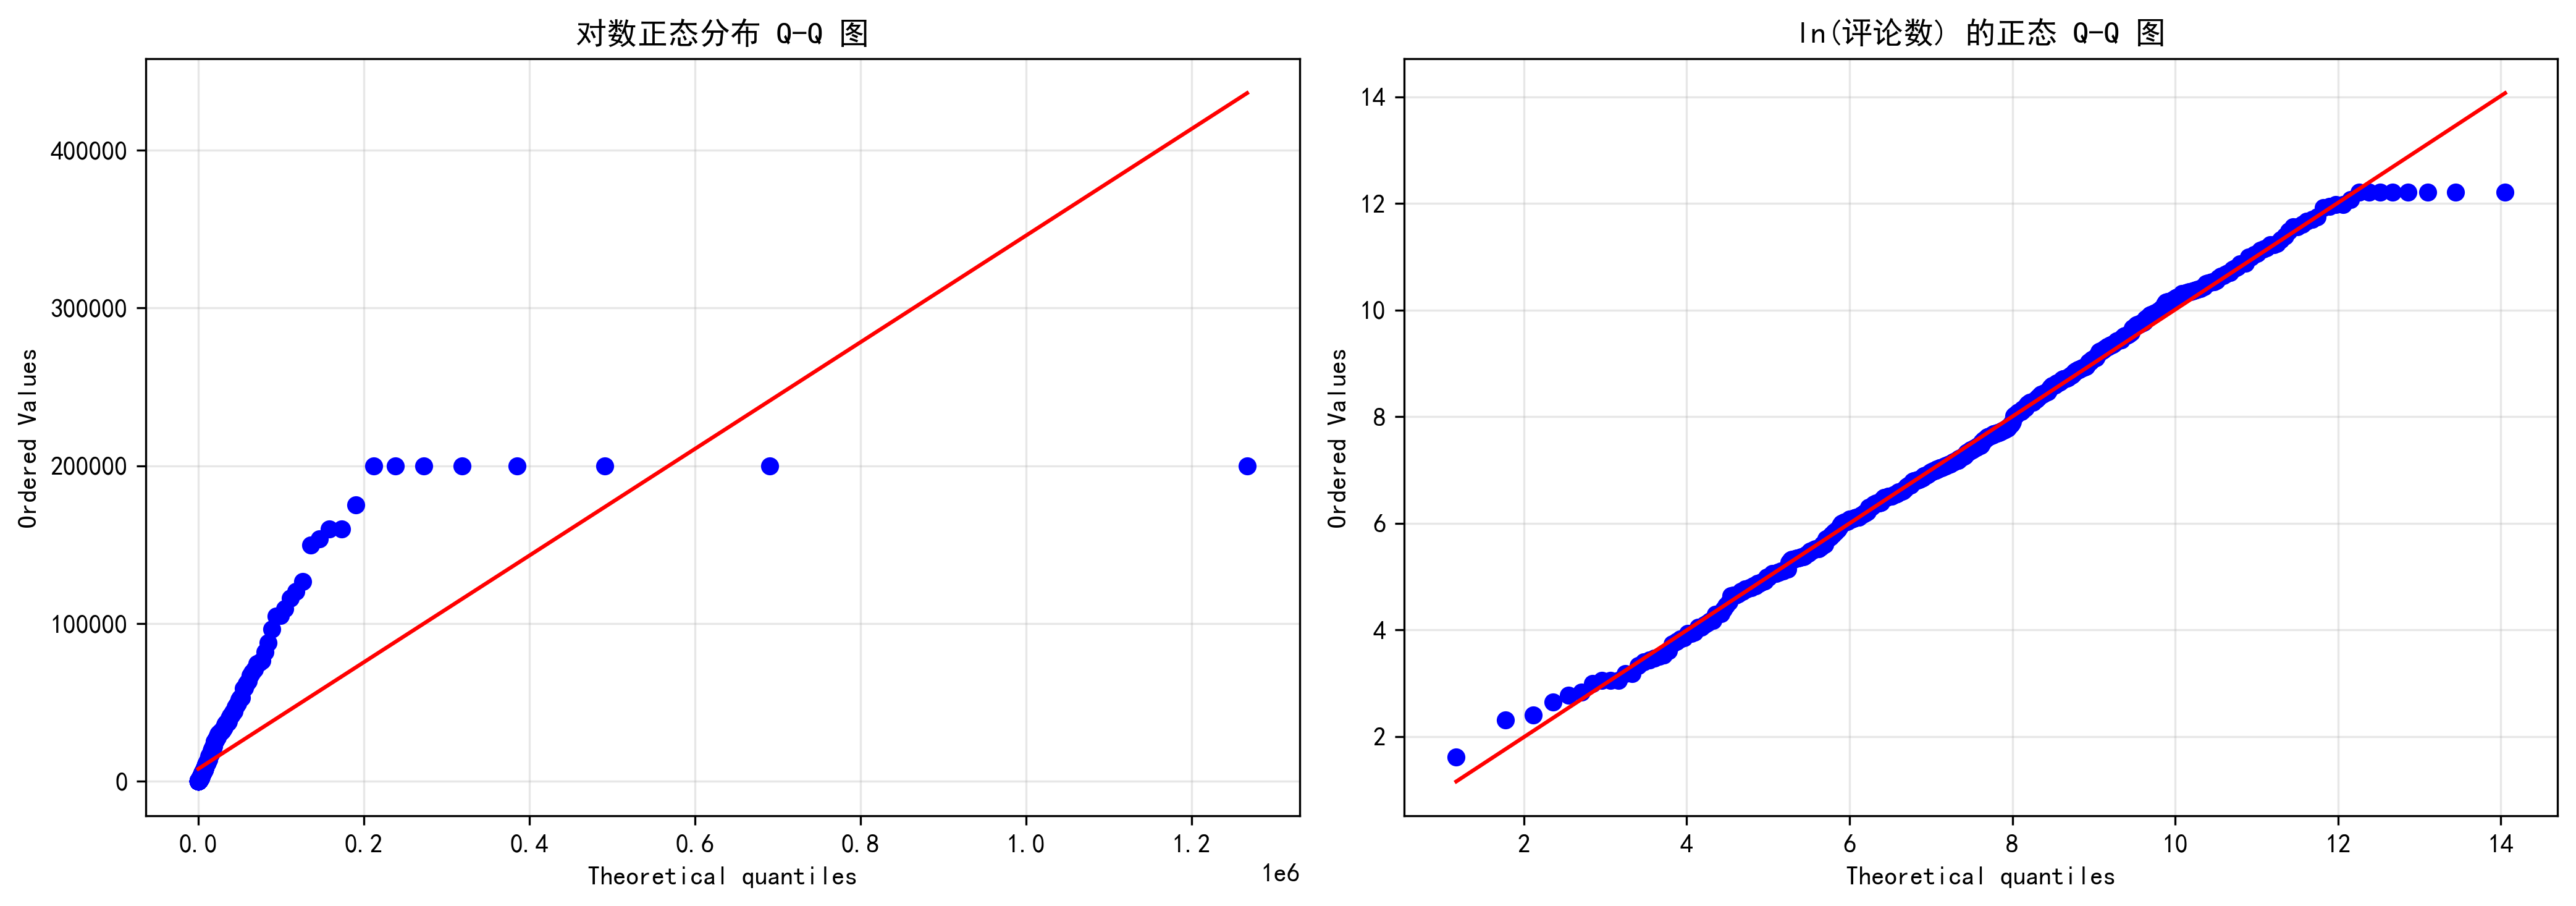 对数正态分布 Q-Q 图
400000
300000
200000
100000
0
Ordered Values
0.0 0.2 0.4 0.6 0.8 1.0 1.2
1e6
Theoretical quantiles
ln(评论数) 的正态 Q-Q 图
14
12
10
8
6
4
2
Ordered Values
2 4 6 8 10 12 14
Theoretical quantiles